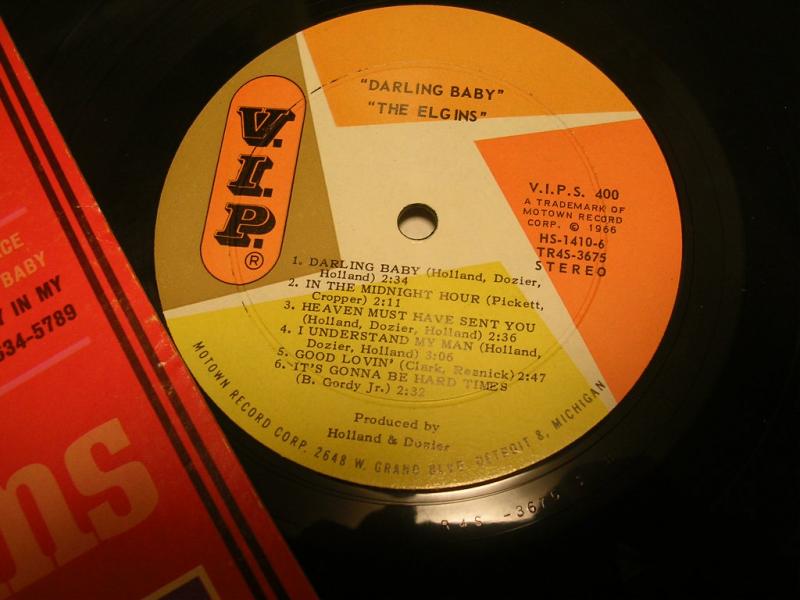 "DARLING BABY"
"THE ELGINS"
V.I.P.
®
V.I.P.S. 400
A TRADEMARK OF
MOTOWN RECORD
CORP. © 1966
HS-1410-6
TR4S-3675
STEREO
1. DARLING BABY (Holland, Dozier,
Holland) 2:34
2. IN THE MIDNIGHT HOUR (Pickett,
Cropper) 2:11
3. HEAVEN MUST HAVE SENT YOU
(Holland, Dozier, Holland) 2:36
4. I UNDERSTAND MY MAN (Holland,
Dozier, Holland) 3:06
5. GOOD LOVIN' (Clark, Resnick) 2:47
6. IT'S GONNA BE HARD TIMES
(B. Gordy Jr.) 2:32
Produced by
Holland & Dozier
MOTOWN RECORD CORP. 2648 W. GRAND BLVD. DETROIT 8, MICHIGAN
BABY
IN MY
634-5789
ns
4S -3675